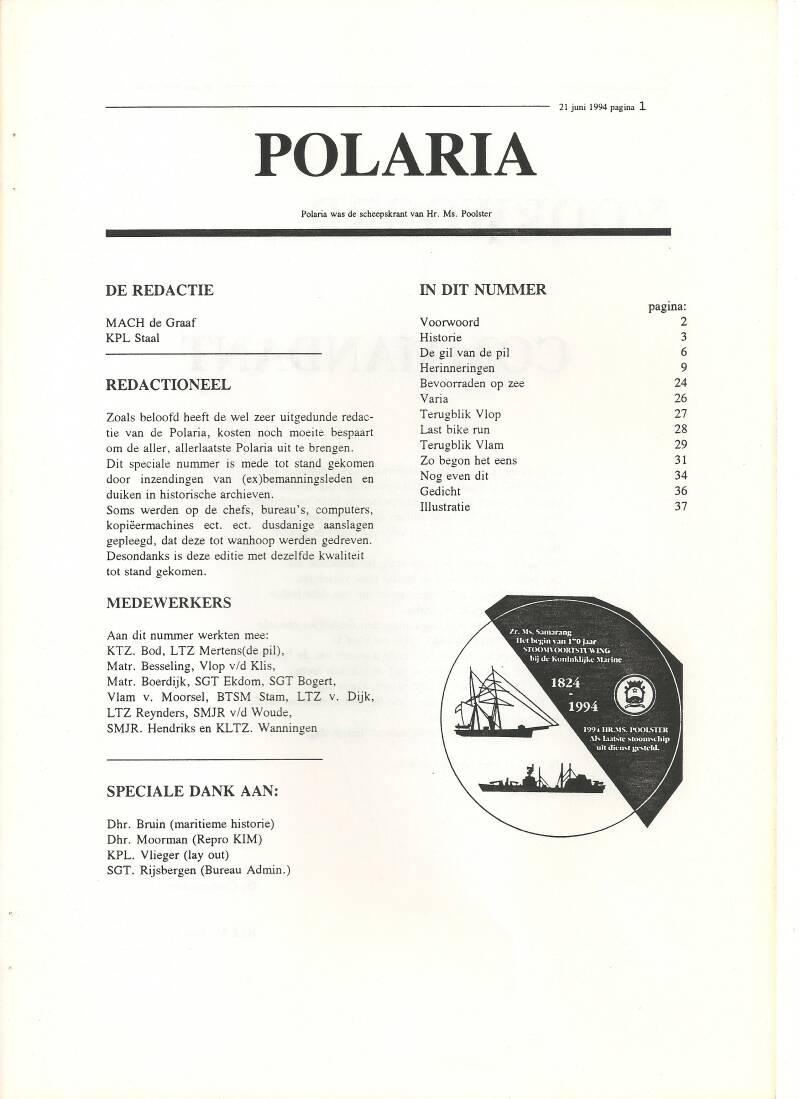 21 juni 1994 pagina 1
POLARIA
Polaria was de scheepskrant van Hr. Ms. Poolster
DE REDACTIE
MACH de Graaf
KPL Staal
REDACTIONEEL
Zoals beloofd heeft de wel zeer uitgedunde redac-
tie van de Polaria, kosten noch moeite bespaart
om de aller, allerlaatste Polaria uit te brengen.
Dit speciale nummer is mede tot stand gekomen
door inzendingen van (ex)bemanningsleden en
duiken in historische archieven.
Soms werden op de chefs, bureau's, computers,
kopiëermachines ect. ect. dusdanige aanslagen
gepleegd, dat deze tot wanhoop werden gedreven.
Desondanks is deze editie met dezelfde kwaliteit
tot stand gekomen.
MEDEWERKERS
Aan dit nummer werkten mee:
KTZ. Bod, LTZ Mertens(de pil),
Matr. Besseling, Vlop v/d Klis,
Matr. Boerdijk, SGT Ekdom, SGT Bogert,
Vlam v. Moorsel, BTSM Stam, LTZ v. Dijk,
LTZ Reynders, SMJR v/d Woude,
SMJR. Hendriks en KLTZ. Wanningen
SPECIALE DANK AAN:
Dhr. Bruin (maritieme historie)
Dhr. Moorman (Repro KIM)
KPL. Vlieger (lay out)
SGT. Rijsbergen (Bureau Admin.)
IN DIT NUMMER
pagina:
Voorwoord 2
Historie 3
De gil van de pil 6
Herinneringen 9
Bevoorraden op zee 24
Varia 26
Terugblik Vlop 27
Last bike run 28
Terugblik Vlam 29
Zo begon het eens 31
Nog even dit 34
Gedicht 36
Illustratie 37
Zr. Ms. Samarang
Het begin van 170 jaar
STOOMVOORTSTUWING
bij de Koninklijke Marine
1824
-
1994
1994 HR.MS. POOLSTER
Als laatste stoomschip
uit dienst gesteld.